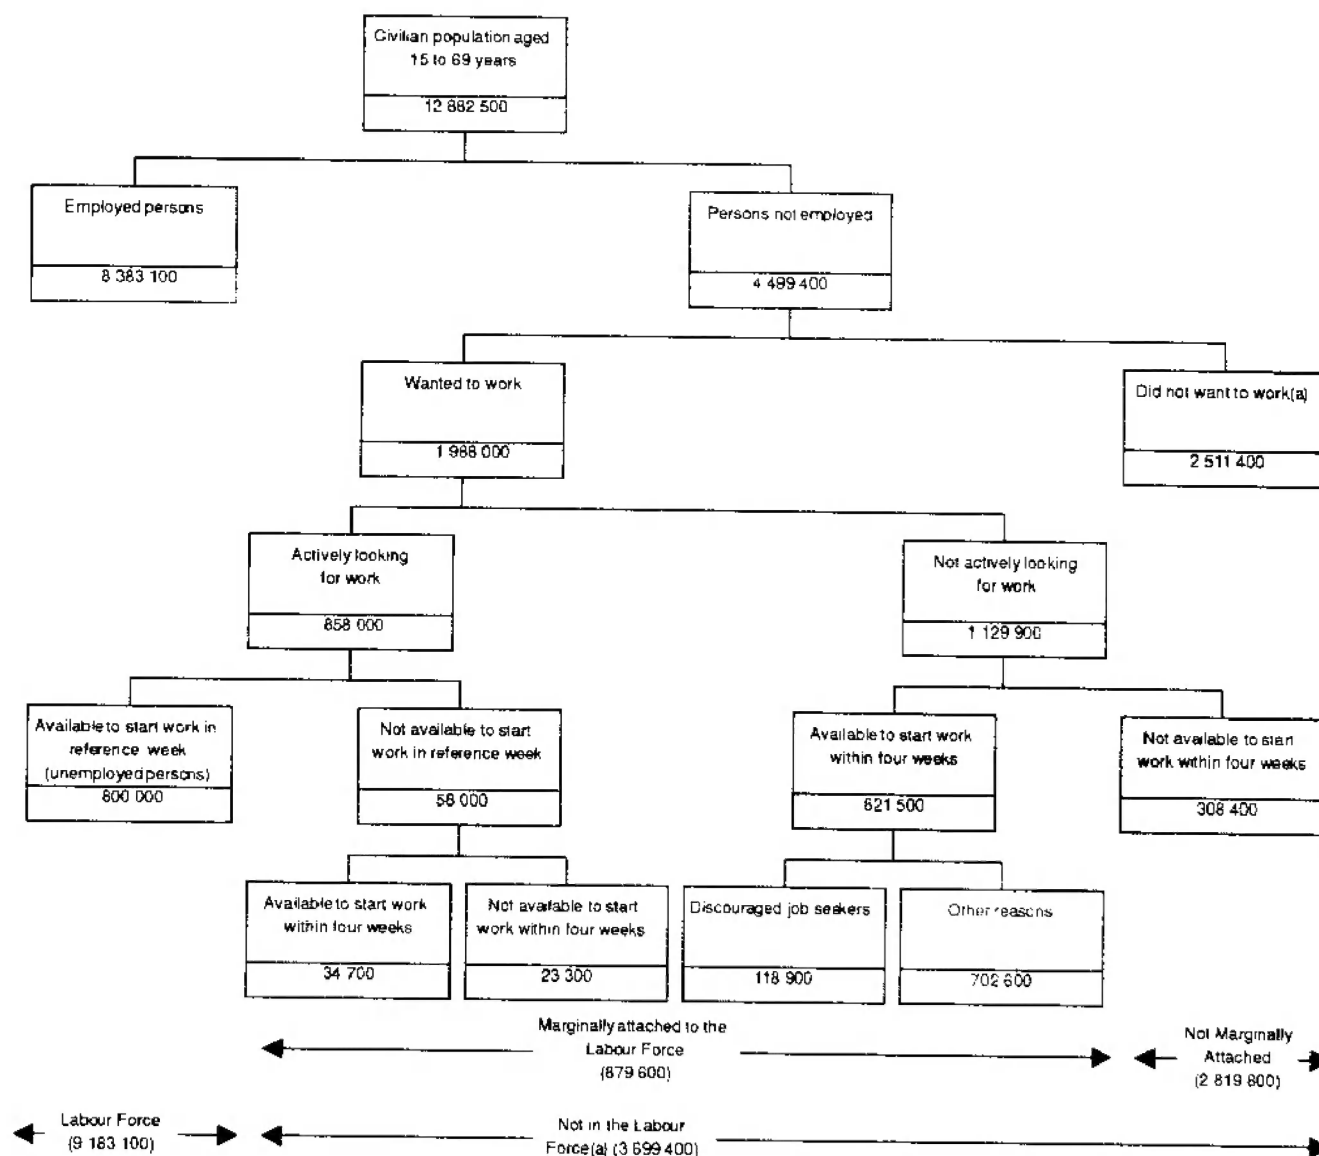 Civilian population aged
15 to 69 years
12 882 500
Employed persons
8 383 100
Persons not employed
4 499 400
Wanted to work
1 988 000
Did not want to work(a)
2 511 400
Actively looking
for work
858 000
Not actively looking
for work
1 129 900
Available to start work in
reference week
(unemployed persons)
800 000
Not available to start
work in reference week
58 000
Available to start work
within four weeks
821 500
Not available to start
work within four weeks
308 400
Available to start work
within four weeks
34 700
Not available to start
work within four weeks
23 300
Discouraged job seekers
118 900
Other reasons
702 600
Marginally attached to the
Labour Force
(879 600)
Not Marginally
Attached
(2 819 800)
Labour Force
(9 183 100)
Not in the Labour
Force(a) (3 699 400)